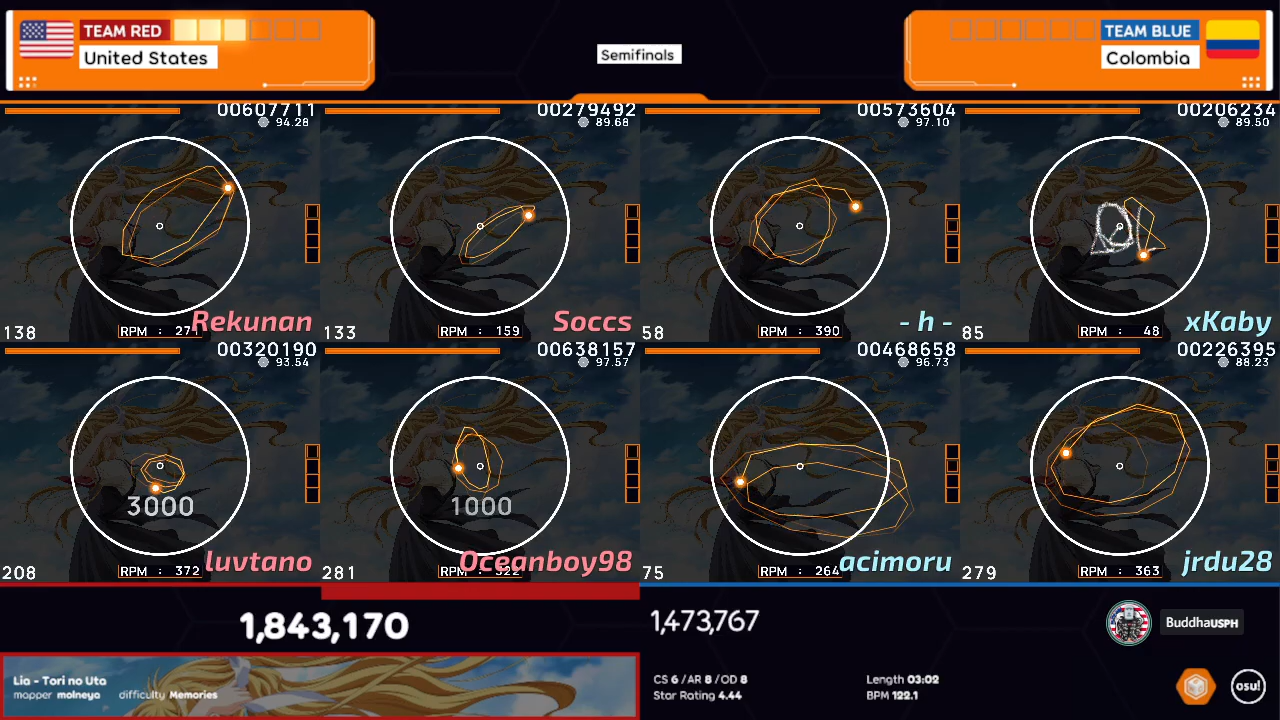 TEAM RED
United States
Semifinals
TEAM BLUE
Colombia
00607711
94.28
138
RPM : 271
Rekunan
00279492
89.68
133
RPM : 159
Soccs
00573604
97.10
58
RPM : 390
- h -
00206234
89.50
85
RPM : 48
xKaby
00320190
93.54
3000
208
RPM : 372
luvtano
00638157
97.57
1000
281
RPM : 322
Oceanboy98
00468658
96.73
75
RPM : 264
acimoru
00226395
88.23
279
RPM : 363
jrdu28
1,843,170
1,473,767
BuddhaUSPH
Lia - Tori no Uta
mapper molneya difficulty Memories
CS 6 / AR 8 / OD 8
Star Rating 4.44
Length 03:02
BPM 122.1
osu!